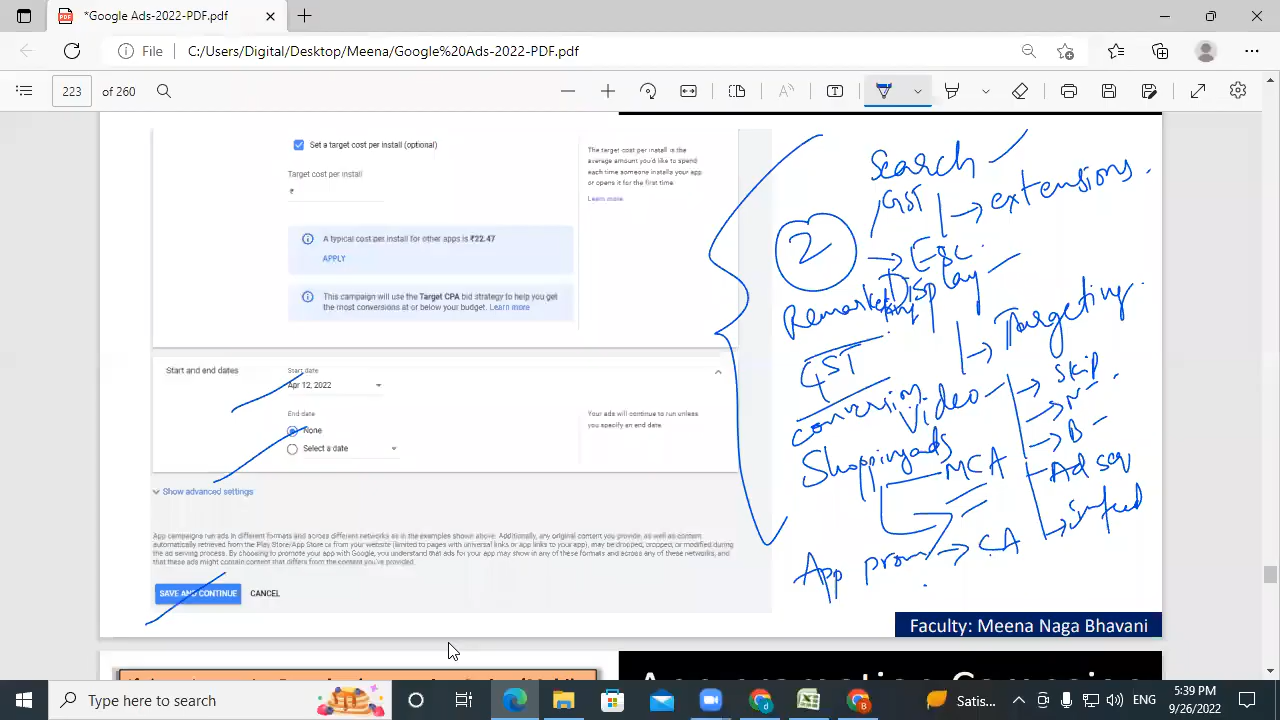 *Google Ads-2022-PDF.pdf
File
C:/Users/Digital/Desktop/Meena/Google%20Ads-2022-PDF.pdf
223 of 260
Set a target cost per install (optional)
Target cost per install
₹
The target cost per install is the
average amount you'd like to spend
each time someone installs your app
or opens it for the first time.
Learn more
A typical cost per install for other apps is ₹22.47
APPLY
This campaign will use the Target CPA bid strategy to help you get
the most conversions at or below your budget. Learn more
Start and end dates
Start date
Apr 12, 2022
End date
None
Select a date
Your ads will continue to run unless
you specify an end date.
Show advanced settings
App campaigns run ads in different formats and across different networks as in the examples shown above. Additionally, any original content you provide, as well as content
automatically retrieved from the Play Store/App Store or from your website (limited to pages with universal links or app links to your app), may be dropped, cropped, or modified during
the ad serving process. By choosing to promote your app with Google, you understand that ads for your app may show in any of these formats and across any of these networks, and
that these ads might contain content that differs from the content you've provided.
SAVE AND CONTINUE
CANCEL
Search
GST
extensions
2
Display
Remarketing
Targeting
GST
conversion
Video
Skip
N
B
Ad seq
Infeed
Shopping ads
MCA
App prom
CA
Faculty: Meena Naga Bhavani
Type here to search
Satis...
ENG
5:39 PM
9/26/2022